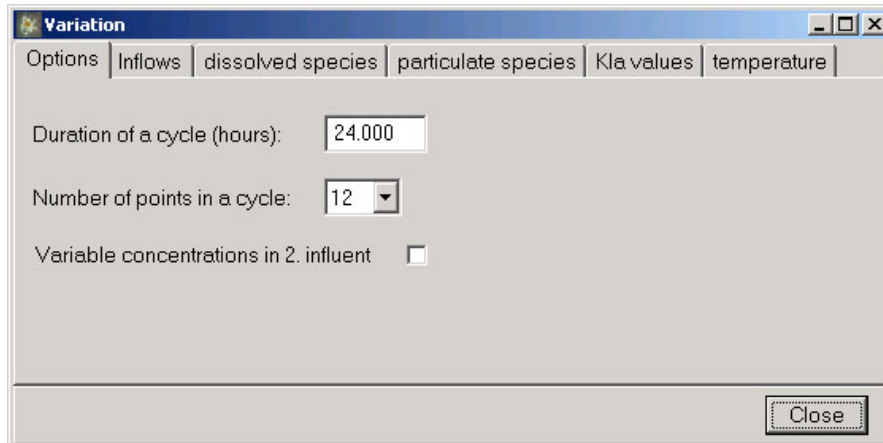 Variation
Options Inflows dissolved species particulate species Kla values temperature
Duration of a cycle (hours): 24.000
Number of points in a cycle: 12
Variable concentrations in 2. influent
Close